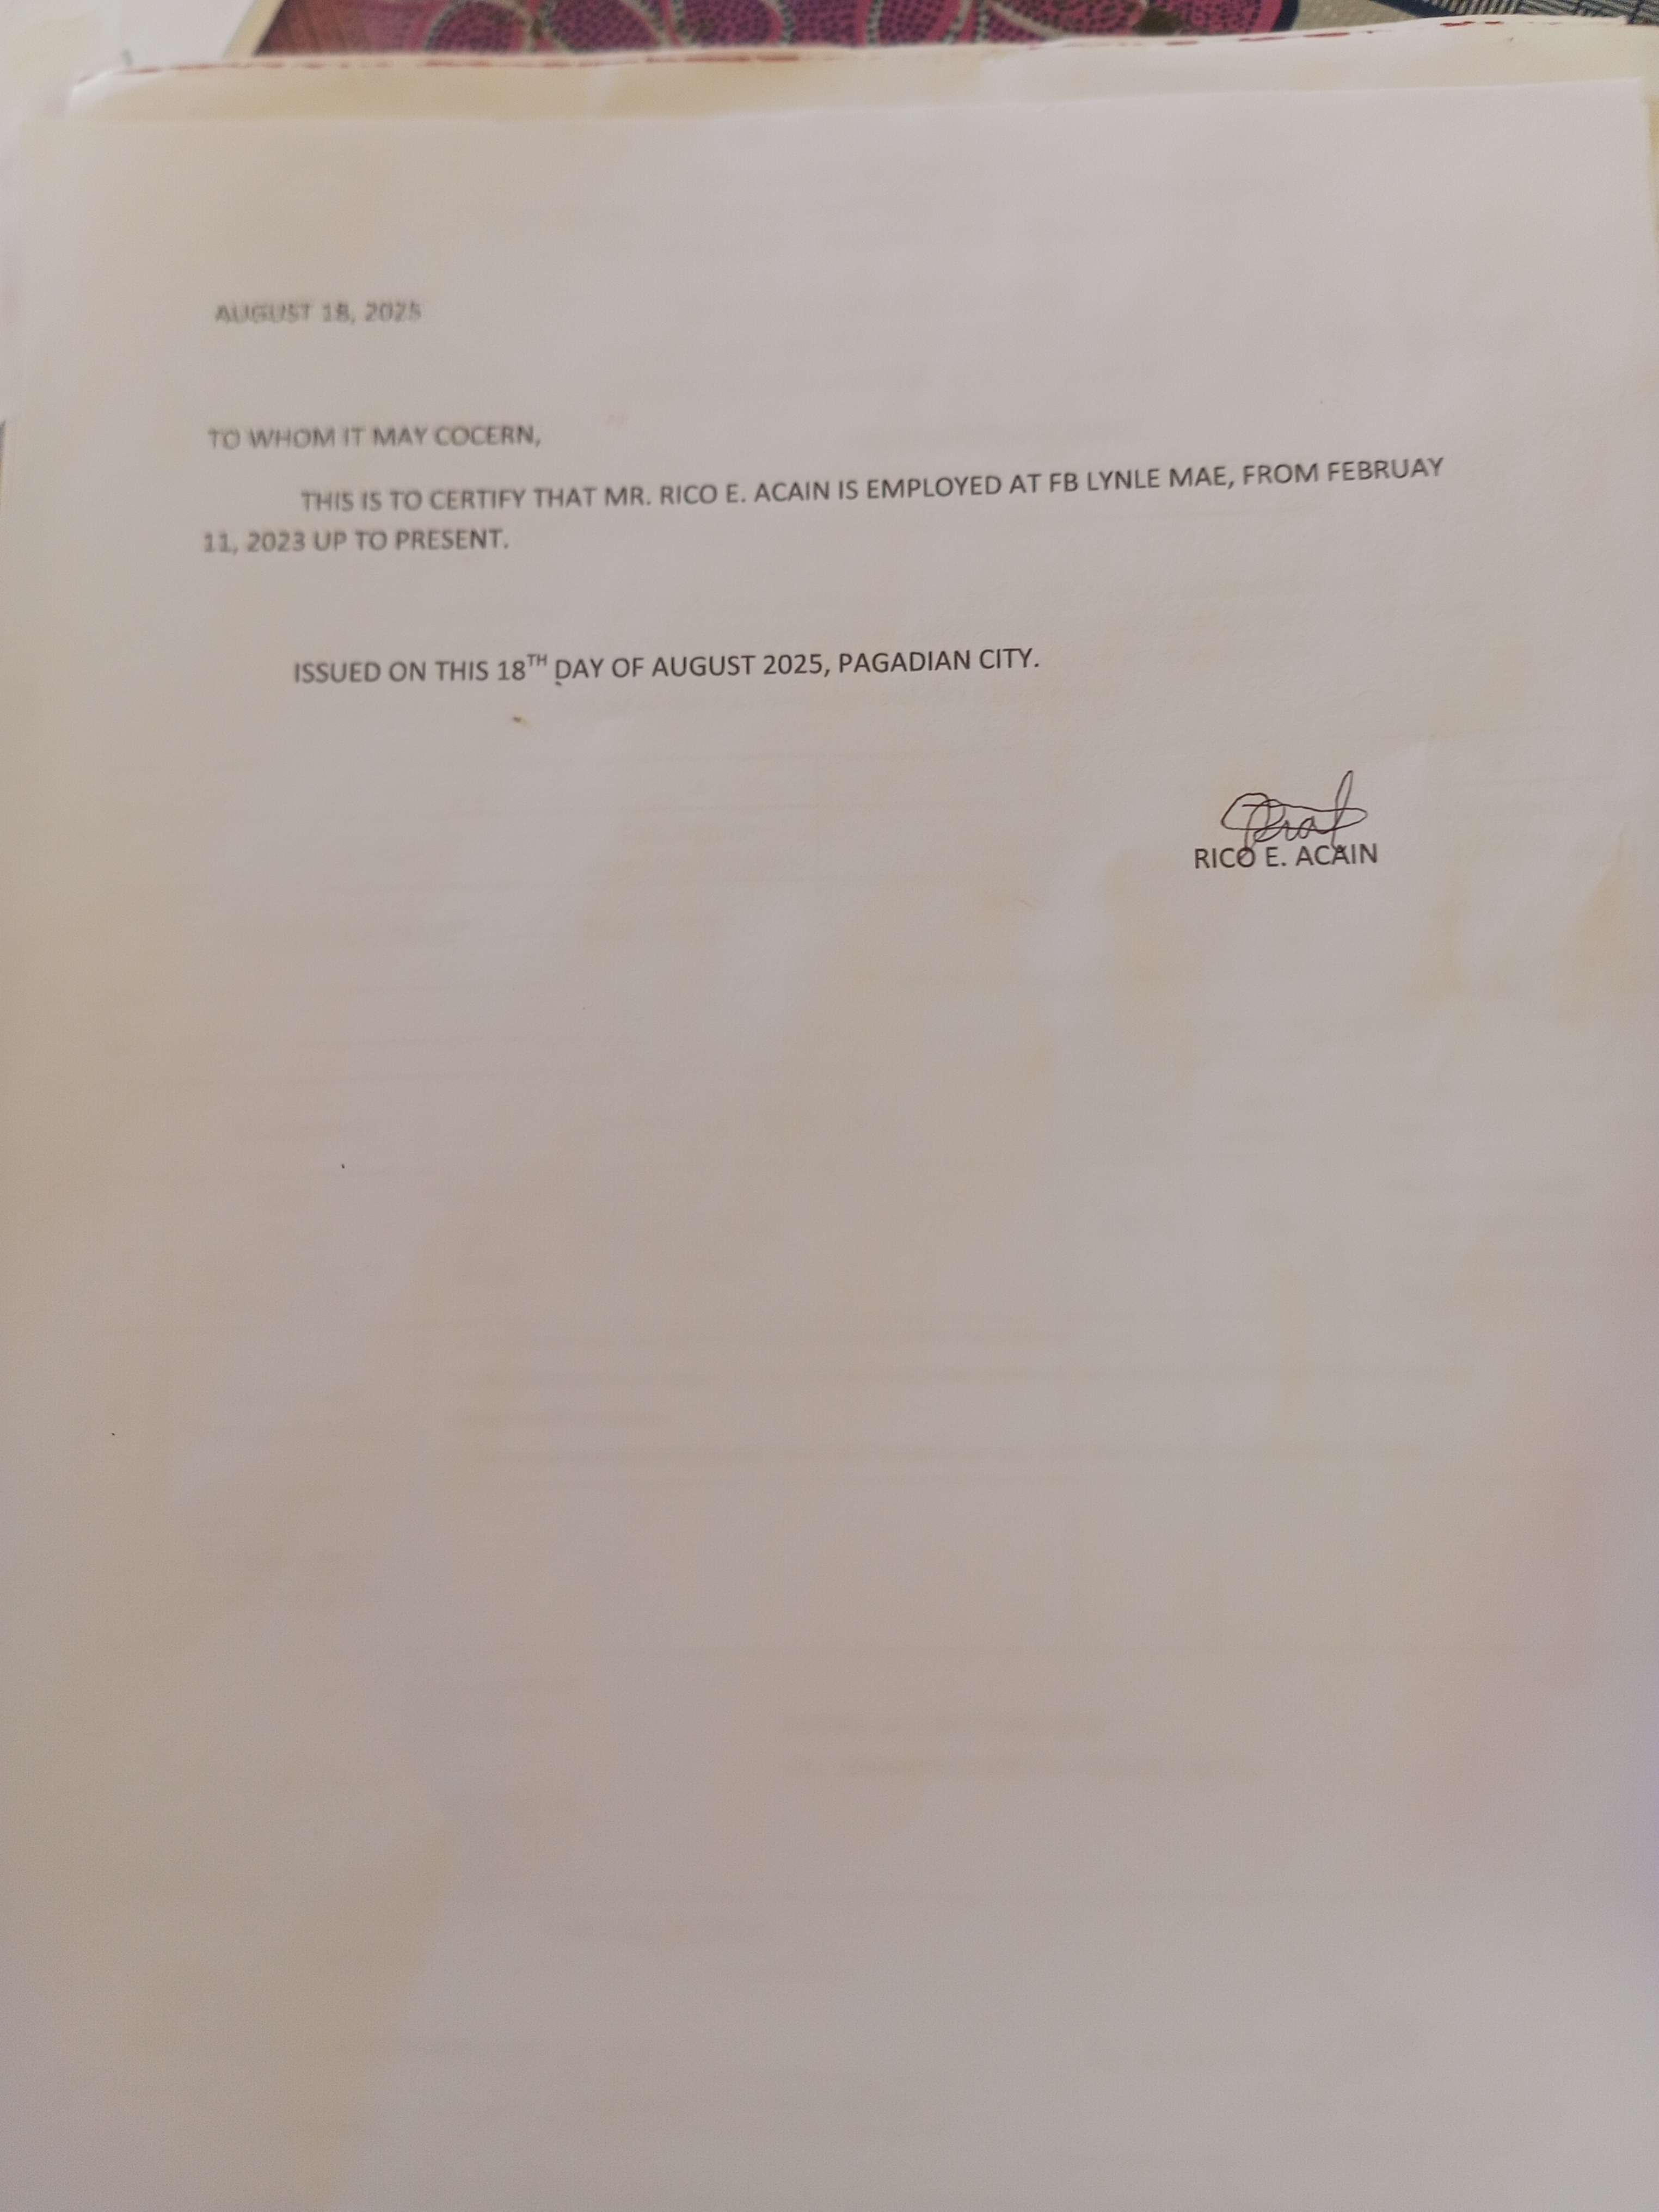 AUGUST 18, 2025
TO WHOM IT MAY COCERN,
THIS IS TO CERTIFY THAT MR. RICO E. ACAIN IS EMPLOYED AT FB LYNLE MAE, FROM FEBRUAY
11, 2023 UP TO PRESENT.
ISSUED ON THIS 18TH DAY OF AUGUST 2025, PAGADIAN CITY.
RICO E. ACAIN